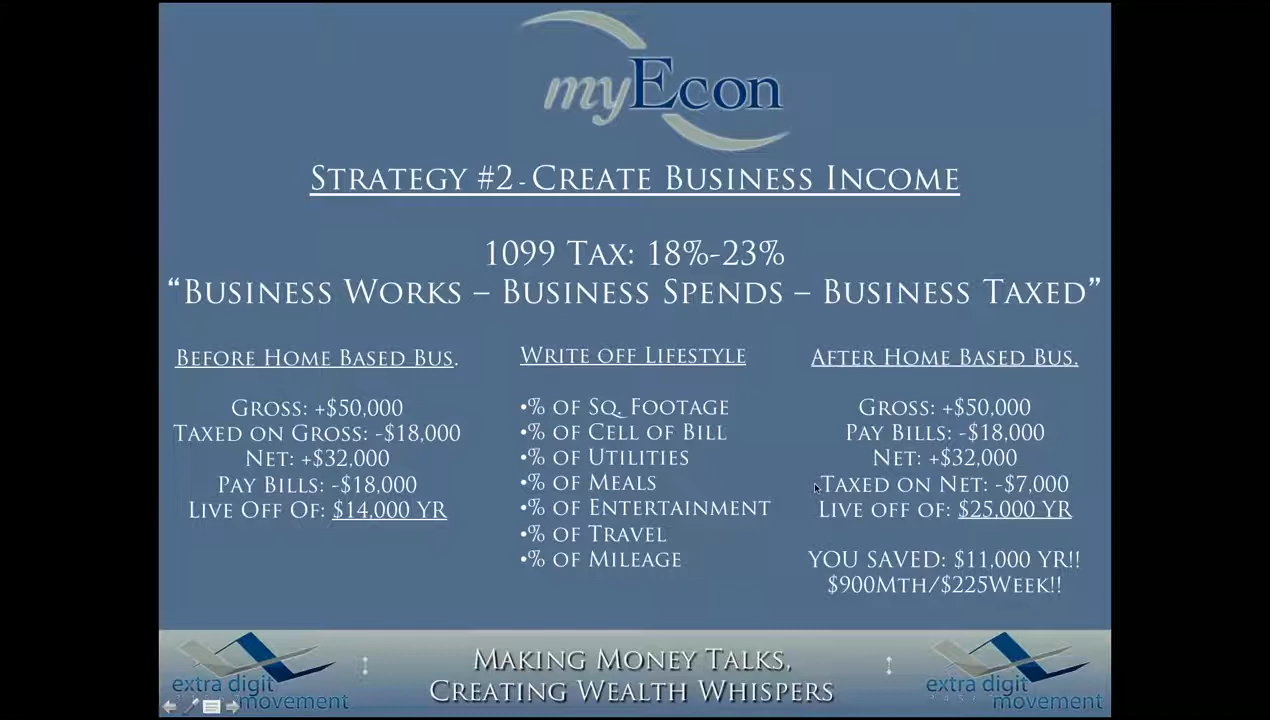 myEcon
Strategy #2 - Create Business Income
1099 Tax: 18%-23%
“Business Works – Business Spends – Business Taxed”
Before Home Based Bus.
Gross: +$50,000
Taxed on Gross: -$18,000
Net: +$32,000
Pay Bills: -$18,000
Live Off Of: $14,000 YR
Write off Lifestyle
•% of Sq. Footage
•% of Cell of Bill
•% of Utilities
•% of Meals
•% of Entertainment
•% of Travel
•% of Mileage
After Home Based Bus.
Gross: +$50,000
Pay Bills: -$18,000
Net: +$32,000
Taxed on Net: -$7,000
Live off of: $25,000 YR
YOU SAVED: $11,000 YR!!
$900Mth/$225Week!!
extra digit
movement
Making Money Talks,
Creating Wealth Whispers
extra digit
movement